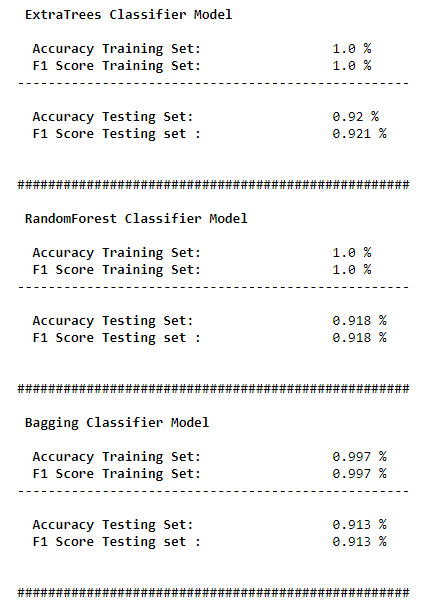 ExtraTrees Classifier Model
Accuracy Training Set: 1.0 %
F1 Score Training Set: 1.0 %
---------------------------------------------------
Accuracy Testing Set: 0.92 %
F1 Score Testing set : 0.921 %
###################################################
RandomForest Classifier Model
Accuracy Training Set: 1.0 %
F1 Score Training Set: 1.0 %
---------------------------------------------------
Accuracy Testing Set: 0.918 %
F1 Score Testing set : 0.918 %
###################################################
Bagging Classifier Model
Accuracy Training Set: 0.997 %
F1 Score Training Set: 0.997 %
---------------------------------------------------
Accuracy Testing Set: 0.913 %
F1 Score Testing set : 0.913 %
###################################################